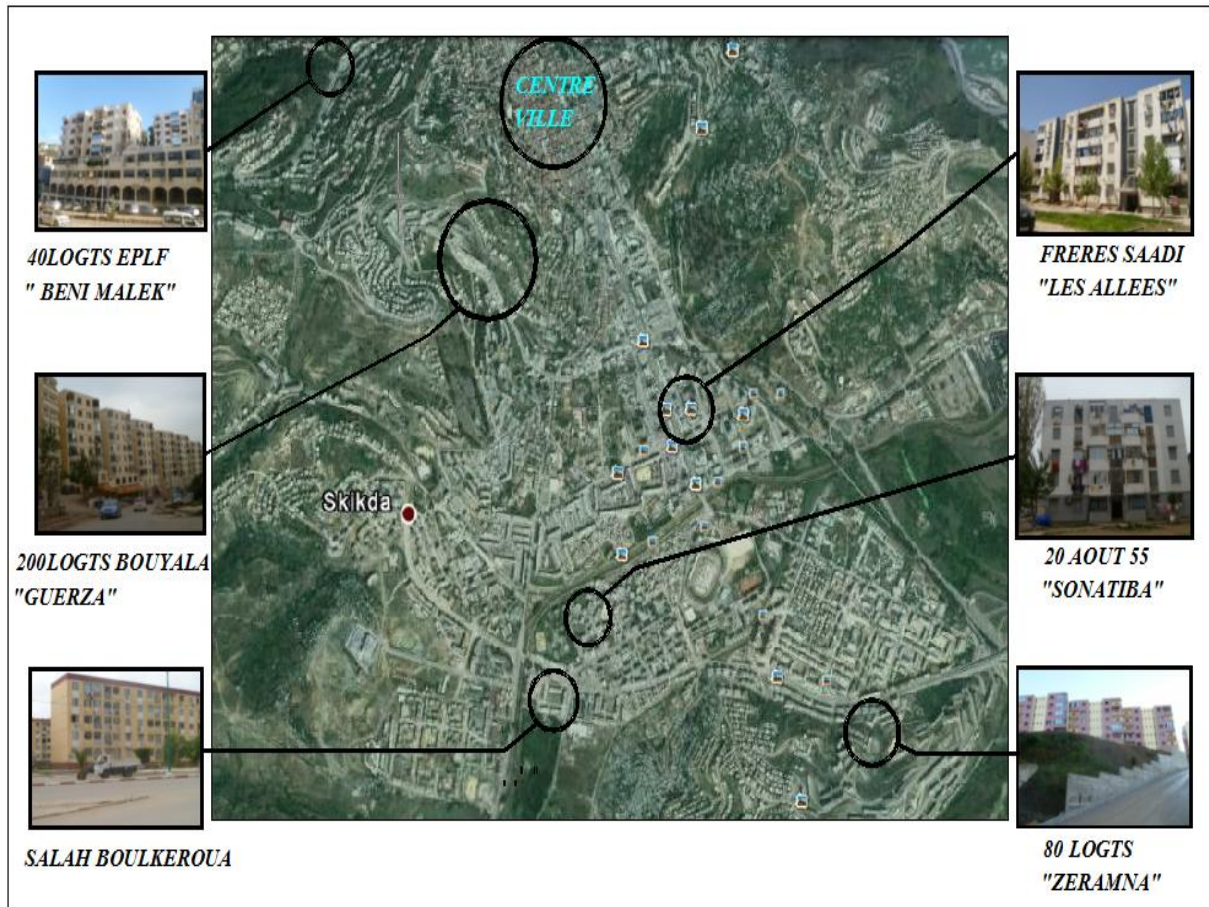 CENTRE
VILLE
40LOGTS EPLF
" BENI MALEK"
FRERES SAADI
"LES ALLEES"
200LOGTS BOUYALA
"GUERZA"
Skikda
20 AOUT 55
"SONATIBA"
SALAH BOULKEROUA
80 LOGTS
"ZERAMNA"